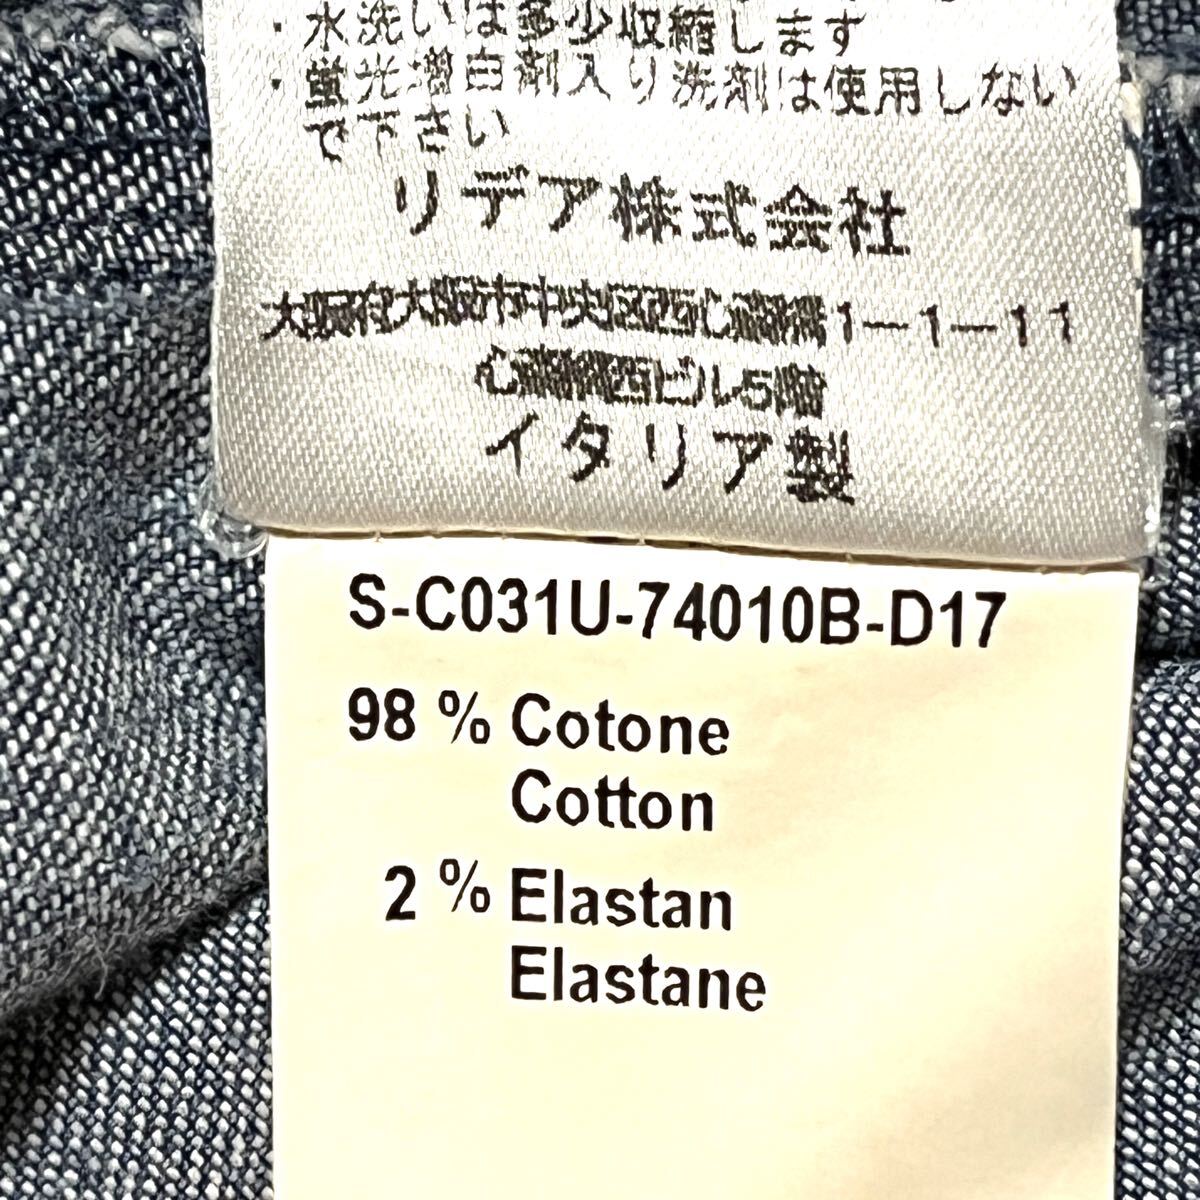 ・水洗いは多少収縮します
・蛍光増白剤入り洗剤は使用しない
で下さい
リデア株式会社
大阪府大阪市中央区西心斎橋1-1-11
心斎橋西ビル5階
イタリア製
S-C031U-74010B-D17
98 % Cotone
Cotton
2 % Elastan
Elastane